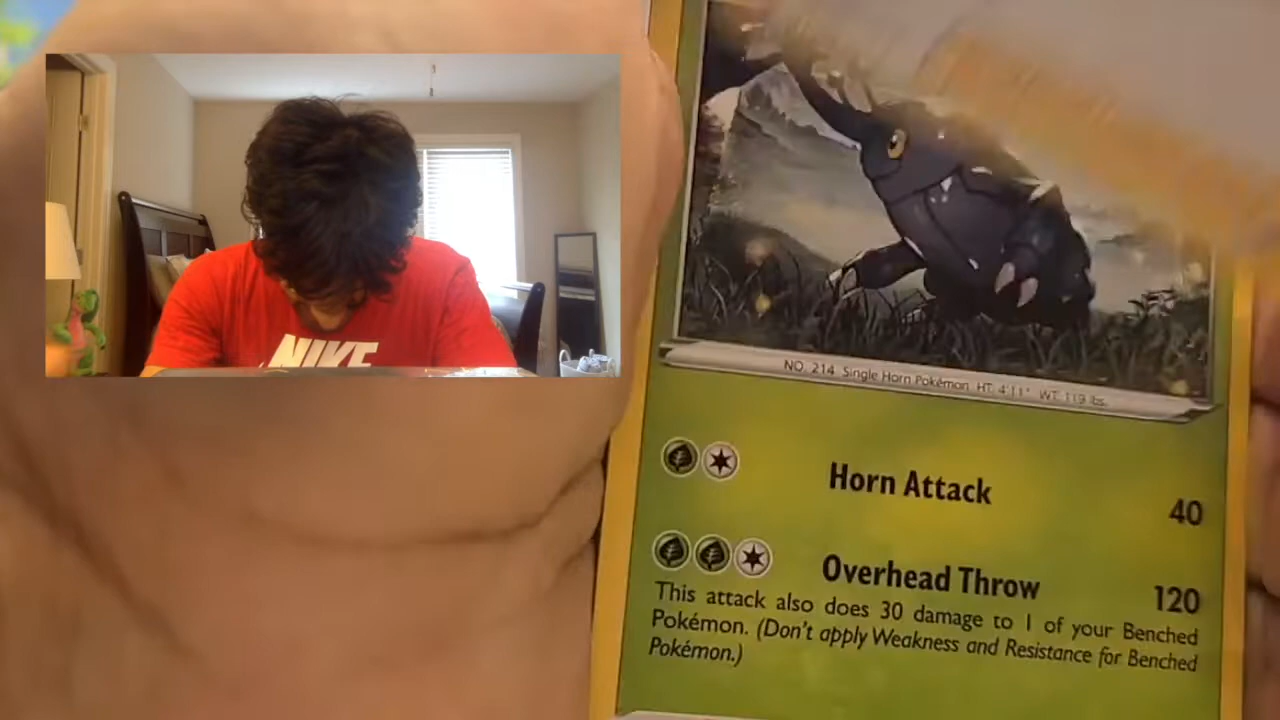 NIKE
NO. 214 Single Horn Pokémon HT: 4'11" WT: 119 lbs.
Horn Attack 40
Overhead Throw 120
This attack also does 30 damage to 1 of your Benched
Pokémon. (Don't apply Weakness and Resistance for Benched
Pokémon.)